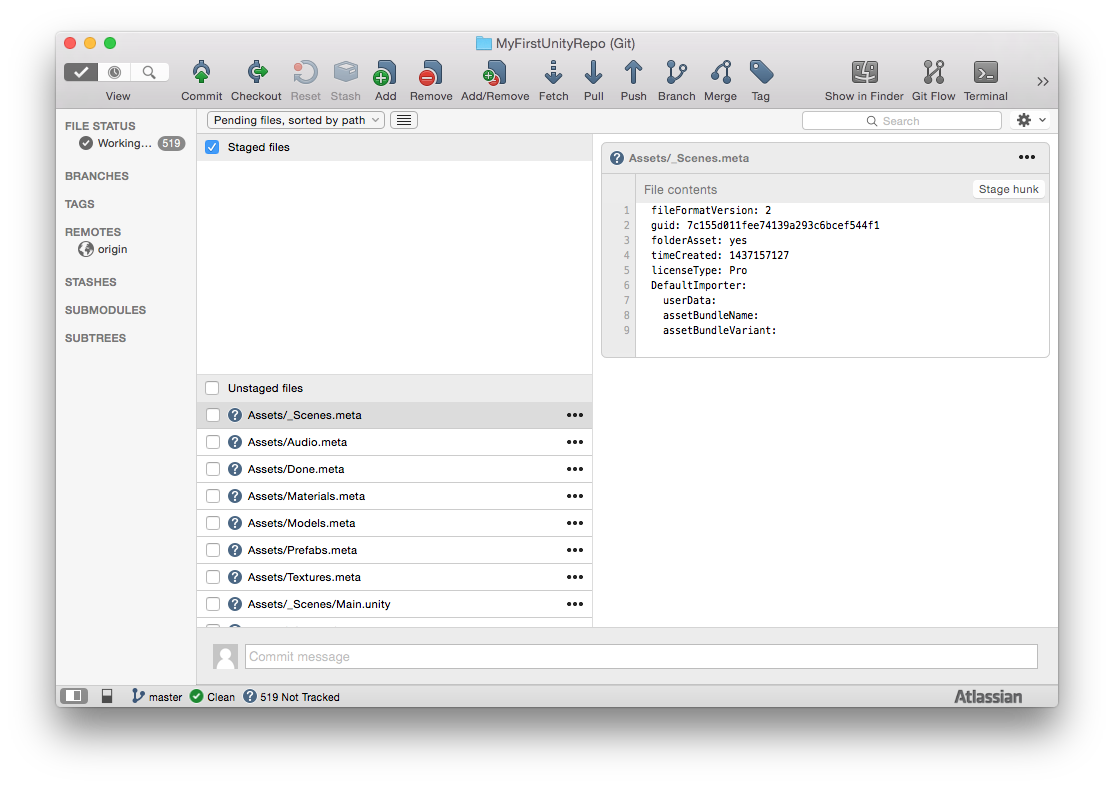 MyFirstUnityRepo (Git)
View Commit Checkout Reset Stash Add Remove Add/Remove Fetch Pull Push Branch Merge Tag Show in Finder Git Flow Terminal
FILE STATUS
Working... 519
BRANCHES
TAGS
REMOTES
origin
STASHES
SUBMODULES
SUBTREES
Pending files, sorted by path
Search
Staged files
Unstaged files
Assets/_Scenes.meta
Assets/Audio.meta
Assets/Done.meta
Assets/Materials.meta
Assets/Models.meta
Assets/Prefabs.meta
Assets/Textures.meta
Assets/_Scenes/Main.unity
Assets/_Scenes.meta
File contents Stage hunk
1 fileFormatVersion: 2
2 guid: 7c155d011fee74139a293c6bcef544f1
3 folderAsset: yes
4 timeCreated: 1437157127
5 licenseType: Pro
6 DefaultImporter:
7 userData:
8 assetBundleName:
9 assetBundleVariant:
Commit message
master Clean 519 Not Tracked Atlassian